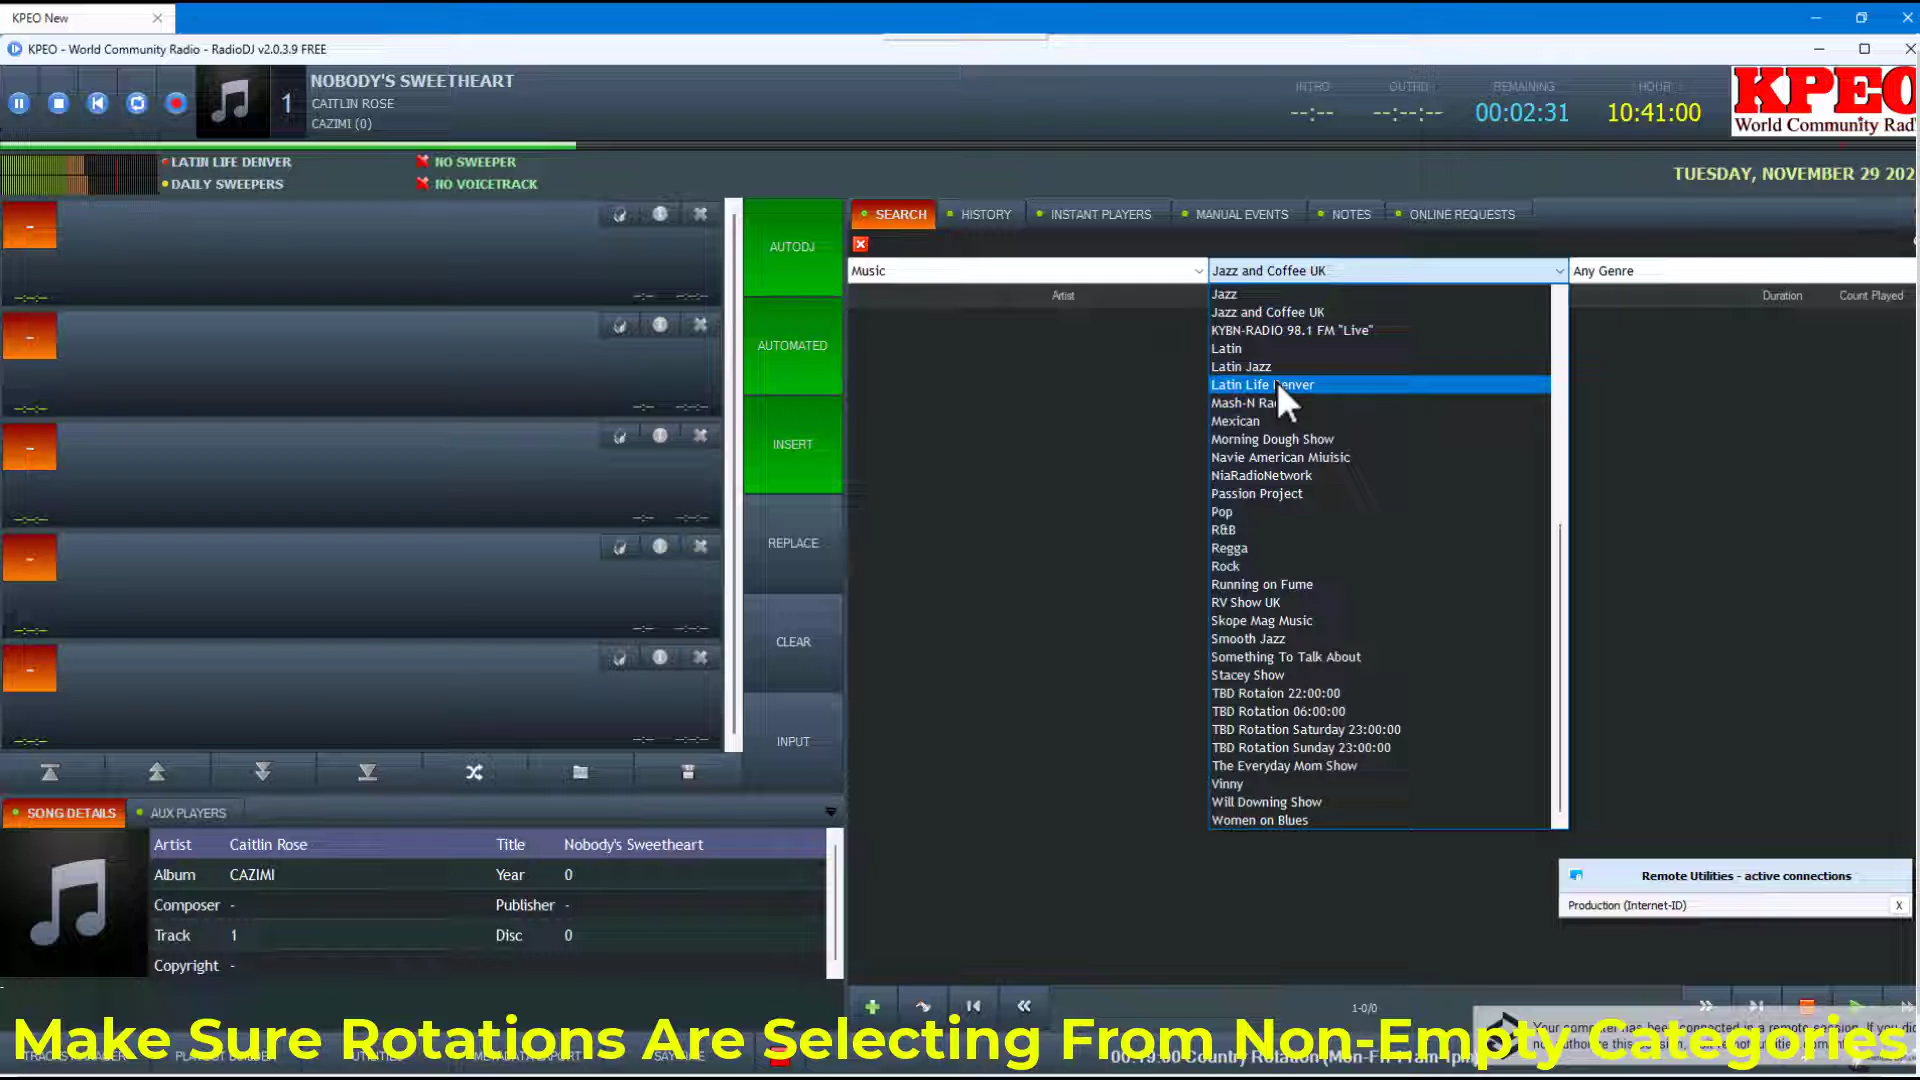 KPEO New
KPEO - World Community Radio - RadioDJ v2.0.3.9 FREE
1
NOBODY'S SWEETHEART
CAITLIN ROSE
CAZIMI (0)
INTRO
--:--
OUTRO
--:--:--
REMAINING
00:02:31
HOUR
10:41:00
KPEO
World Community Rad
LATIN LIFE DENVER
DAILY SWEEPERS
NO SWEEPER
NO VOICETRACK
TUESDAY, NOVEMBER 29 202
AUTODJ
AUTOMATED
INSERT
REPLACE
CLEAR
INPUT
SEARCH
HISTORY
INSTANT PLAYERS
MANUAL EVENTS
NOTES
ONLINE REQUESTS
Music
Jazz and Coffee UK
Any Genre
Artist
Duration
Count Played
Jazz
Jazz and Coffee UK
KYBN-RADIO 98.1 FM "Live"
Latin
Latin Jazz
Latin Life Denver
Mash-N Ra
Mexican
Morning Dough Show
Navie American Miuisic
NiaRadioNetwork
Passion Project
Pop
R&B
Regga
Rock
Running on Fume
RV Show UK
Skope Mag Music
Smooth Jazz
Something To Talk About
Stacey Show
TBD Rotaion 22:00:00
TBD Rotation 06:00:00
TBD Rotation Saturday 23:00:00
TBD Rotation Sunday 23:00:00
The Everyday Mom Show
Vinny
Will Downing Show
Women on Blues
SONG DETAILS
AUX PLAYERS
Artist Caitlin Rose Title Nobody's Sweetheart
Album CAZIMI Year 0
Composer - Publisher -
Track 1 Disc 0
Copyright -
Remote Utilities - active connections
Production (Internet-ID)
X
1-0/0
Make Sure Rotations Are Selecting From Non-Empty Categories